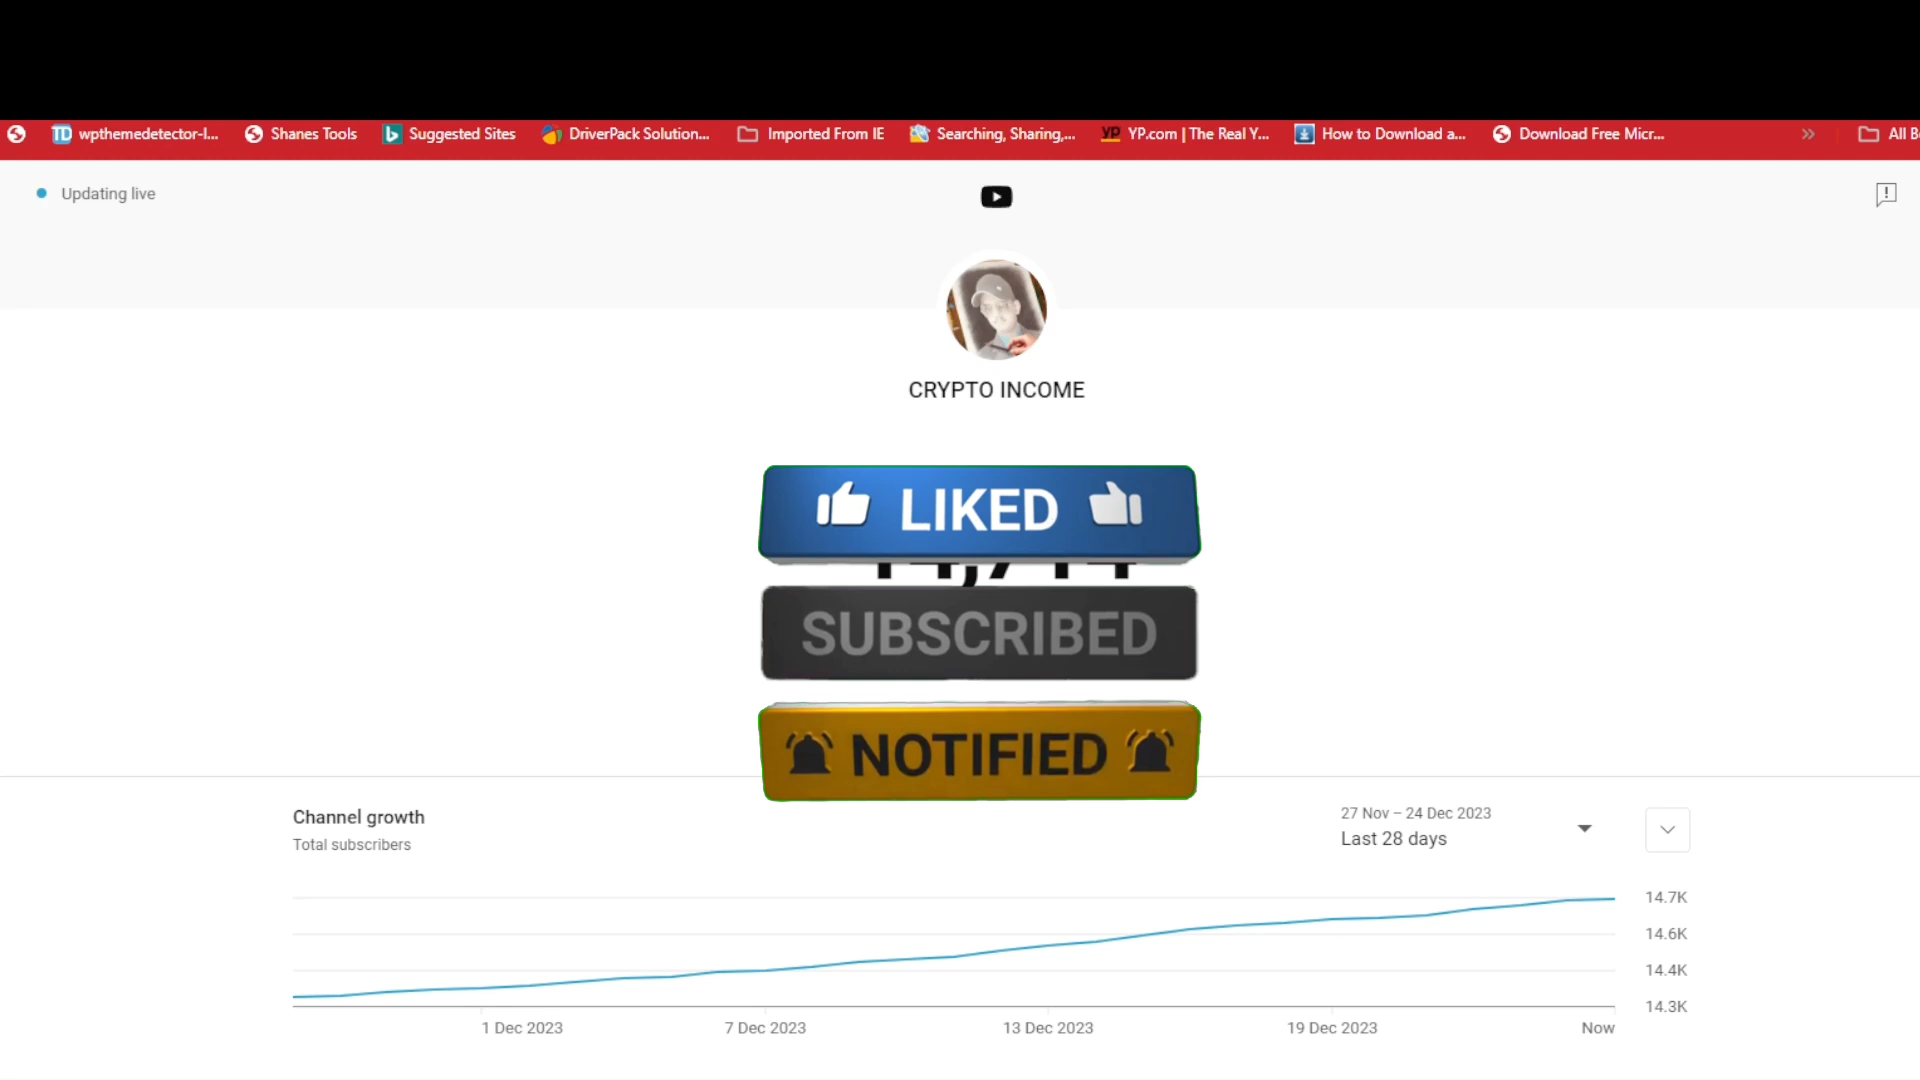 wpthemedetector-l...
Shanes Tools
Suggested Sites
DriverPack Solution...
Imported From IE
Searching, Sharing,...
YP.com | The Real Y...
How to Download a...
Download Free Micr...
All B
Updating live
CRYPTO INCOME
LIKED
SUBSCRIBED
NOTIFIED
Channel growth
Total subscribers
27 Nov – 24 Dec 2023
Last 28 days
14.7K
14.6K
14.4K
14.3K
1 Dec 2023
7 Dec 2023
13 Dec 2023
19 Dec 2023
Now